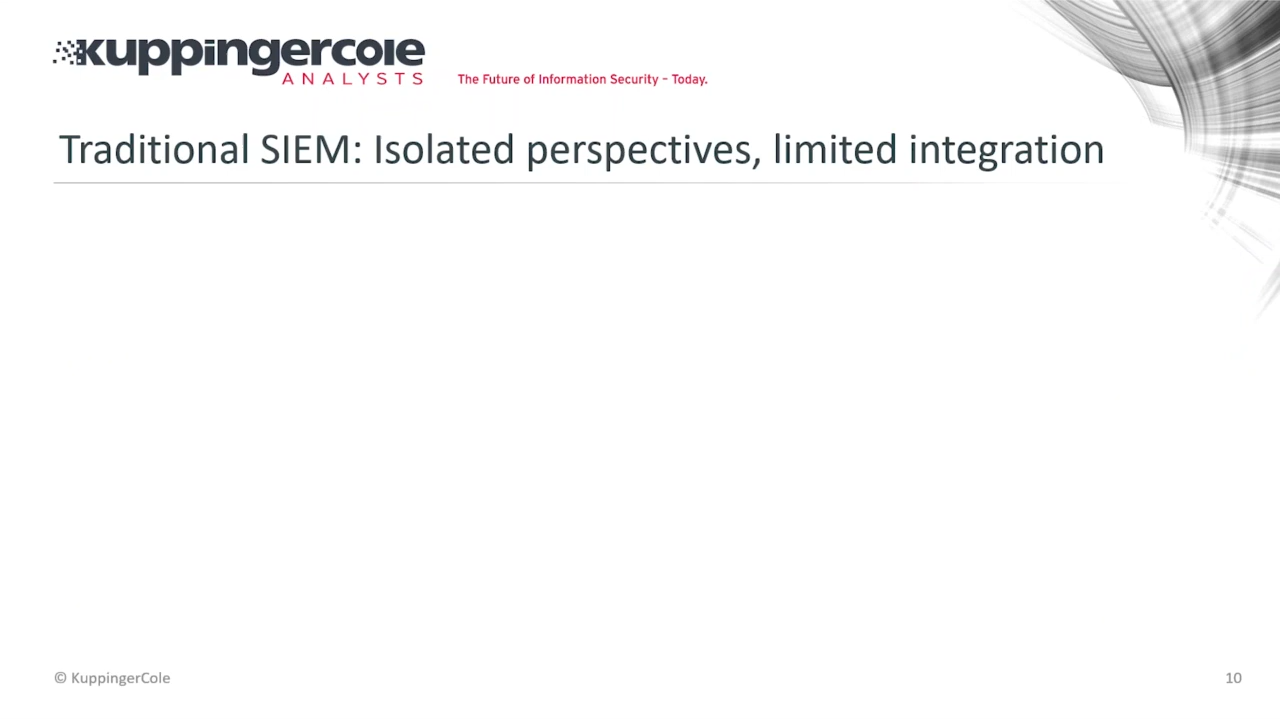 kuppingercole
ANALYSTS
The Future of Information Security – Today.
Traditional SIEM: Isolated perspectives, limited integration
© KuppingerCole
10